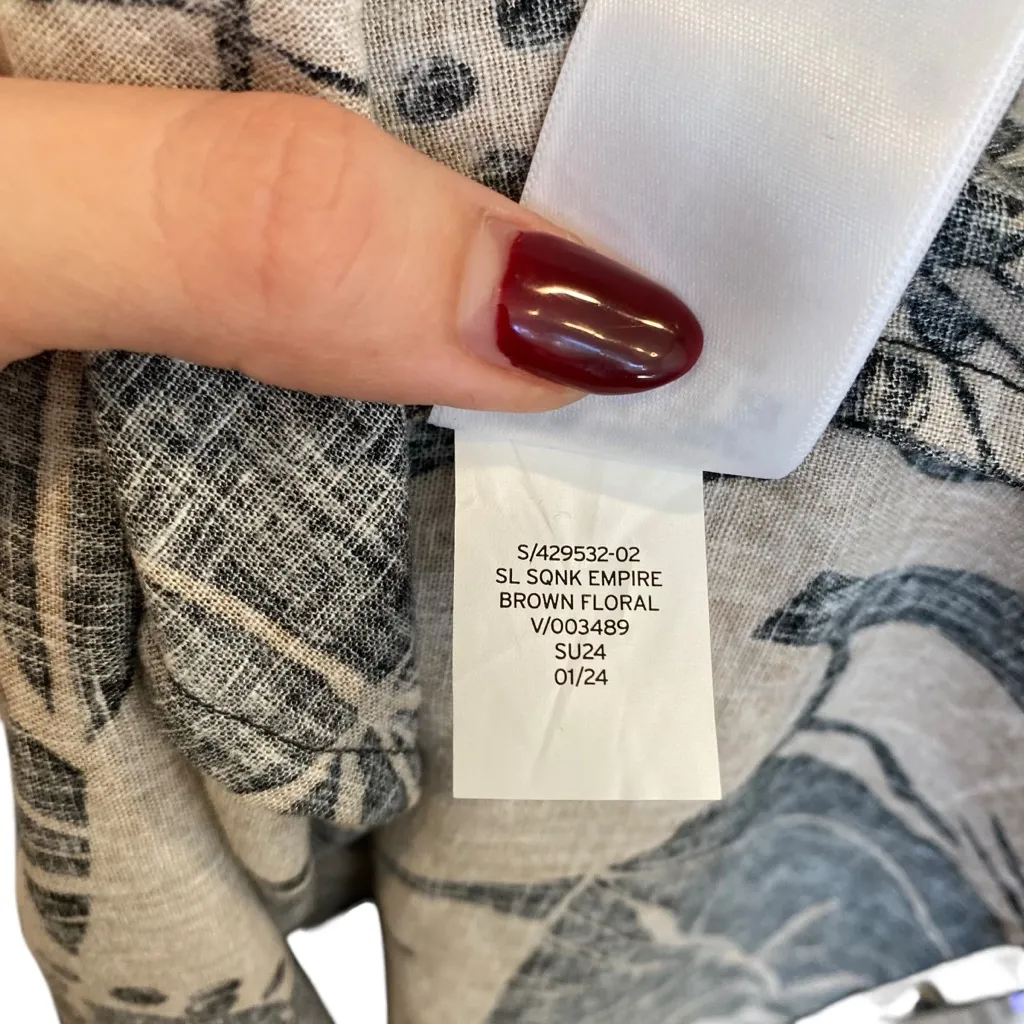 S/429532-02
SL SQNK EMPIRE
BROWN FLORAL
V/003489
SU24
01/24